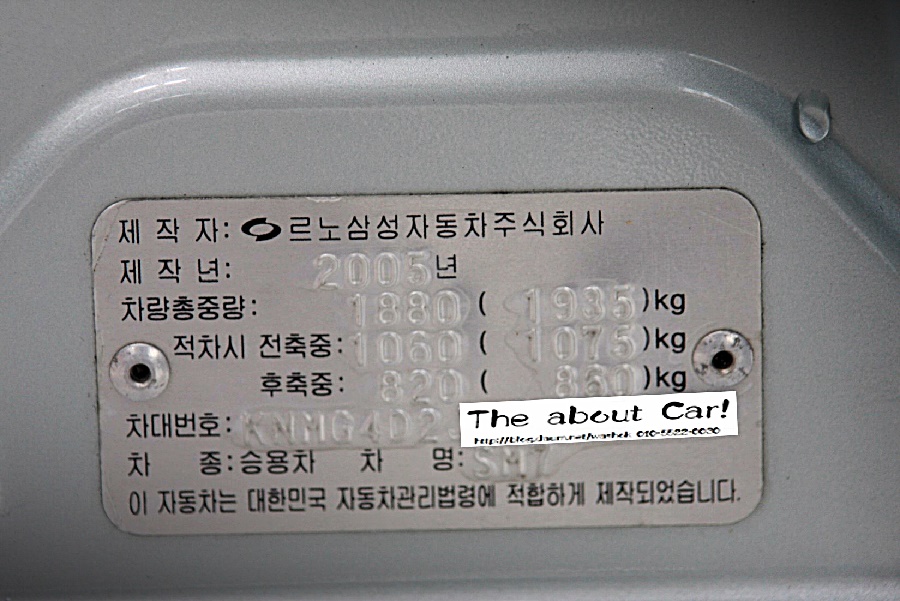 제 작 자: 르노삼성자동차주식회사
제 작 년: 2005년
차량총중량: 1880 ( 1985 )kg
적차시 전축중: 1060 ( 1075 )kg
후축중: 820 ( 860 )kg
차대번호: KNMG4D2
The about Car!
차 종: 승용차 차 명: SM7
이 자동차는 대한민국 자동차관리법령에 적합하게 제작되었습니다.